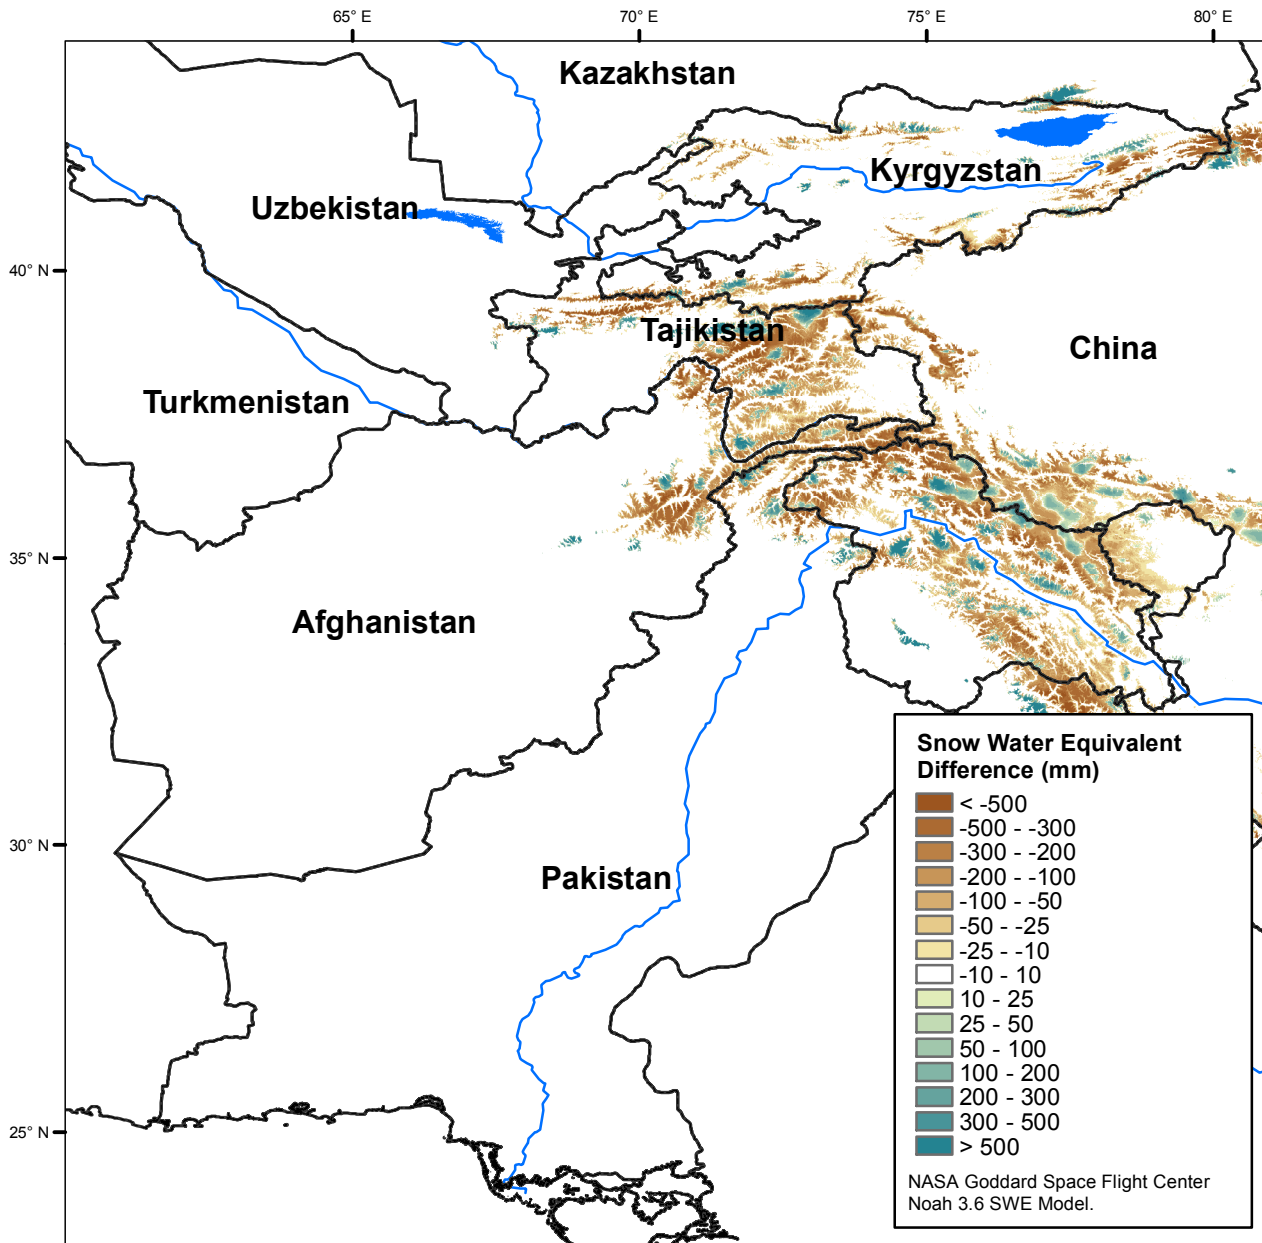 65° E
70° E
75° E
80° E
Kazakhstan
Kyrgyzstan
Uzbekistan
40° N
Tajikistan
China
Turkmenistan
35° N
Afghanistan
30° N
Pakistan
25° N
Snow Water Equivalent
Difference (mm)
< -500
-500 - -300
-300 - -200
-200 - -100
-100 - -50
-50 - -25
-25 - -10
-10 - 10
10 - 25
25 - 50
50 - 100
100 - 200
200 - 300
300 - 500
> 500
NASA Goddard Space Flight Center
Noah 3.6 SWE Model.